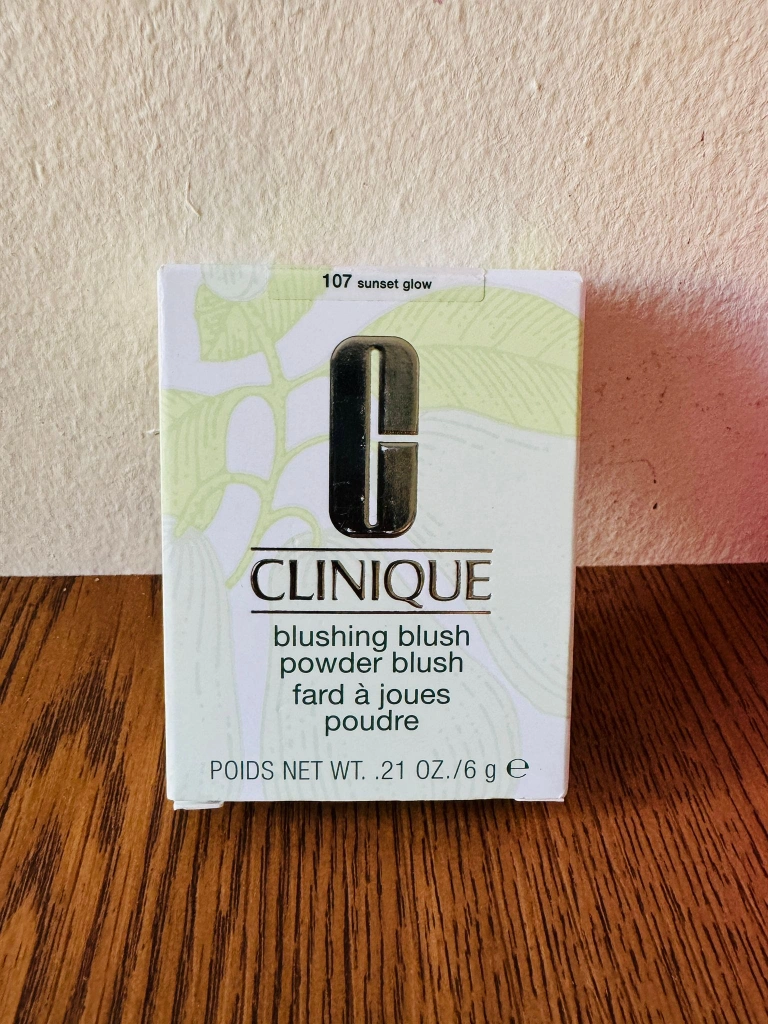 107 sunset glow
CLINIQUE
blushing blush
powder blush
fard à joues
poudre
POIDS NET WT. .21 OZ./6 g ℮